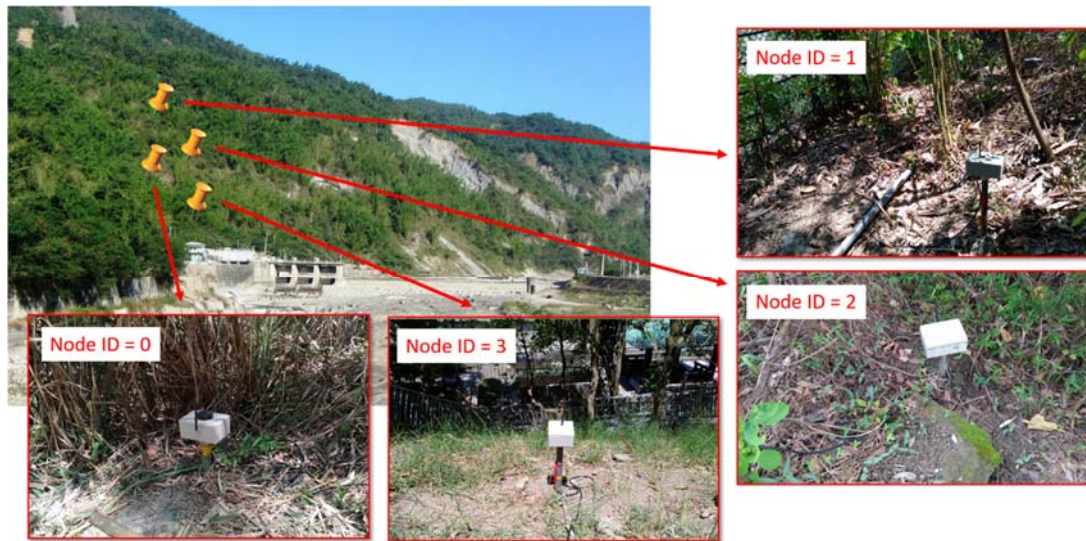 Node ID = 1
Node ID = 2
Node ID = 0
Node ID = 3